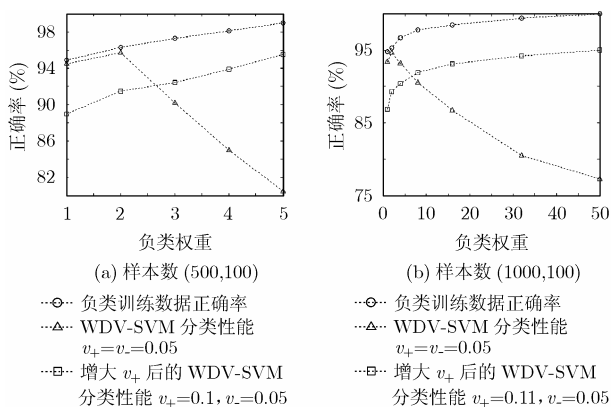 正确率 (%)
98
94
90
86
82
1
2
3
4
5
负类权重
(a) 样本数 (500,100)
负类训练数据正确率
WDV-SVM 分类性能
v₊=v₋=0.05
增大 v₊ 后的 WDV-SVM
分类性能 v₊=0.1, v₋=0.05
正确率 (%)
95
85
75
0
10
20
30
40
50
负类权重
(b) 样本数 (1000,100)
负类训练数据正确率
WDV-SVM 分类性能
v₊=v₋=0.05
增大 v₊ 后的 WDV-SVM
分类性能 v₊=0.11, v₋=0.05